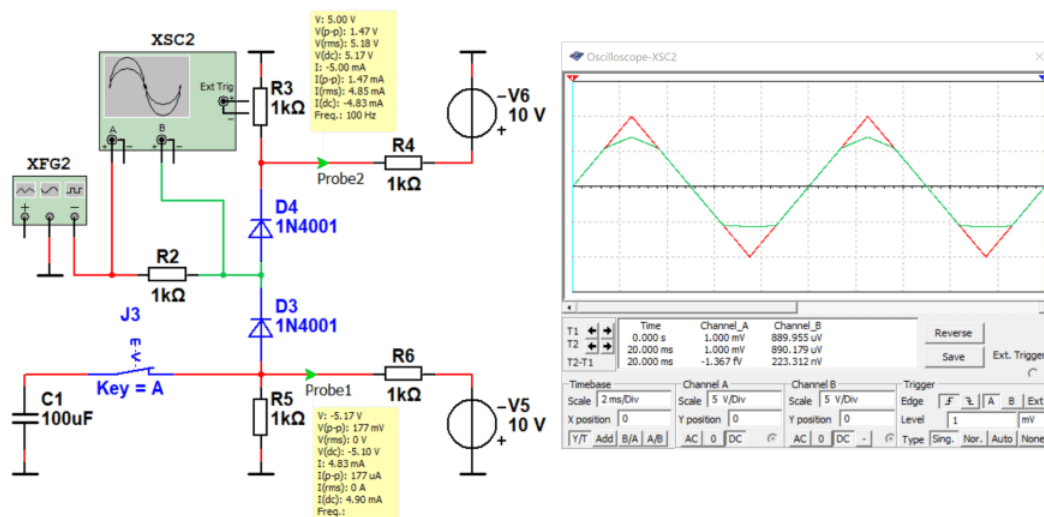 XSC2
Ext Trig
+
-
A
B
+ - + -
XFG2
+ -
R2
1kΩ
J3
E-V-
Key = A
C1
100uF
R3
1kΩ
V: 5.00 V
V(p-p): 1.47 V
V(rms): 5.18 V
V(dc): 5.17 V
I: -5.00 mA
I(p-p): 1.47 mA
I(rms): 4.85 mA
I(dc): -4.83 mA
Freq.: 100 Hz
Probe2
R4
1kΩ
-V6
10 V
+
D4
1N4001
D3
1N4001
Probe1
R6
1kΩ
R5
1kΩ
-V5
10 V
+
V: -5.17 V
V(p-p): 177 mV
V(rms): 0 V
V(dc): -5.10 V
I: 4.83 mA
I(p-p): 177 uA
I(rms): 0 A
I(dc): 4.90 mA
Freq.:
Oscilloscope-XSC2
Time Channel_A Channel_B
T1 0.000 s 1.000 mV 889.955 uV
T2 20.000 ms 1.000 mV 890.179 uV
T2-T1 20.000 ms -1.367 fV 223.312 nV
Reverse
Save
Ext. Trigger
Timebase
Scale 2 ms/Div
X position 0
Y/T Add B/A A/B
Channel A
Scale 5 V/Div
Y position 0
AC 0 DC
Channel B
Scale 5 V/Div
Y position 0
AC 0 DC -
Trigger
Edge A B Ext
Level 1 mV
Type Sing. Nor. Auto None